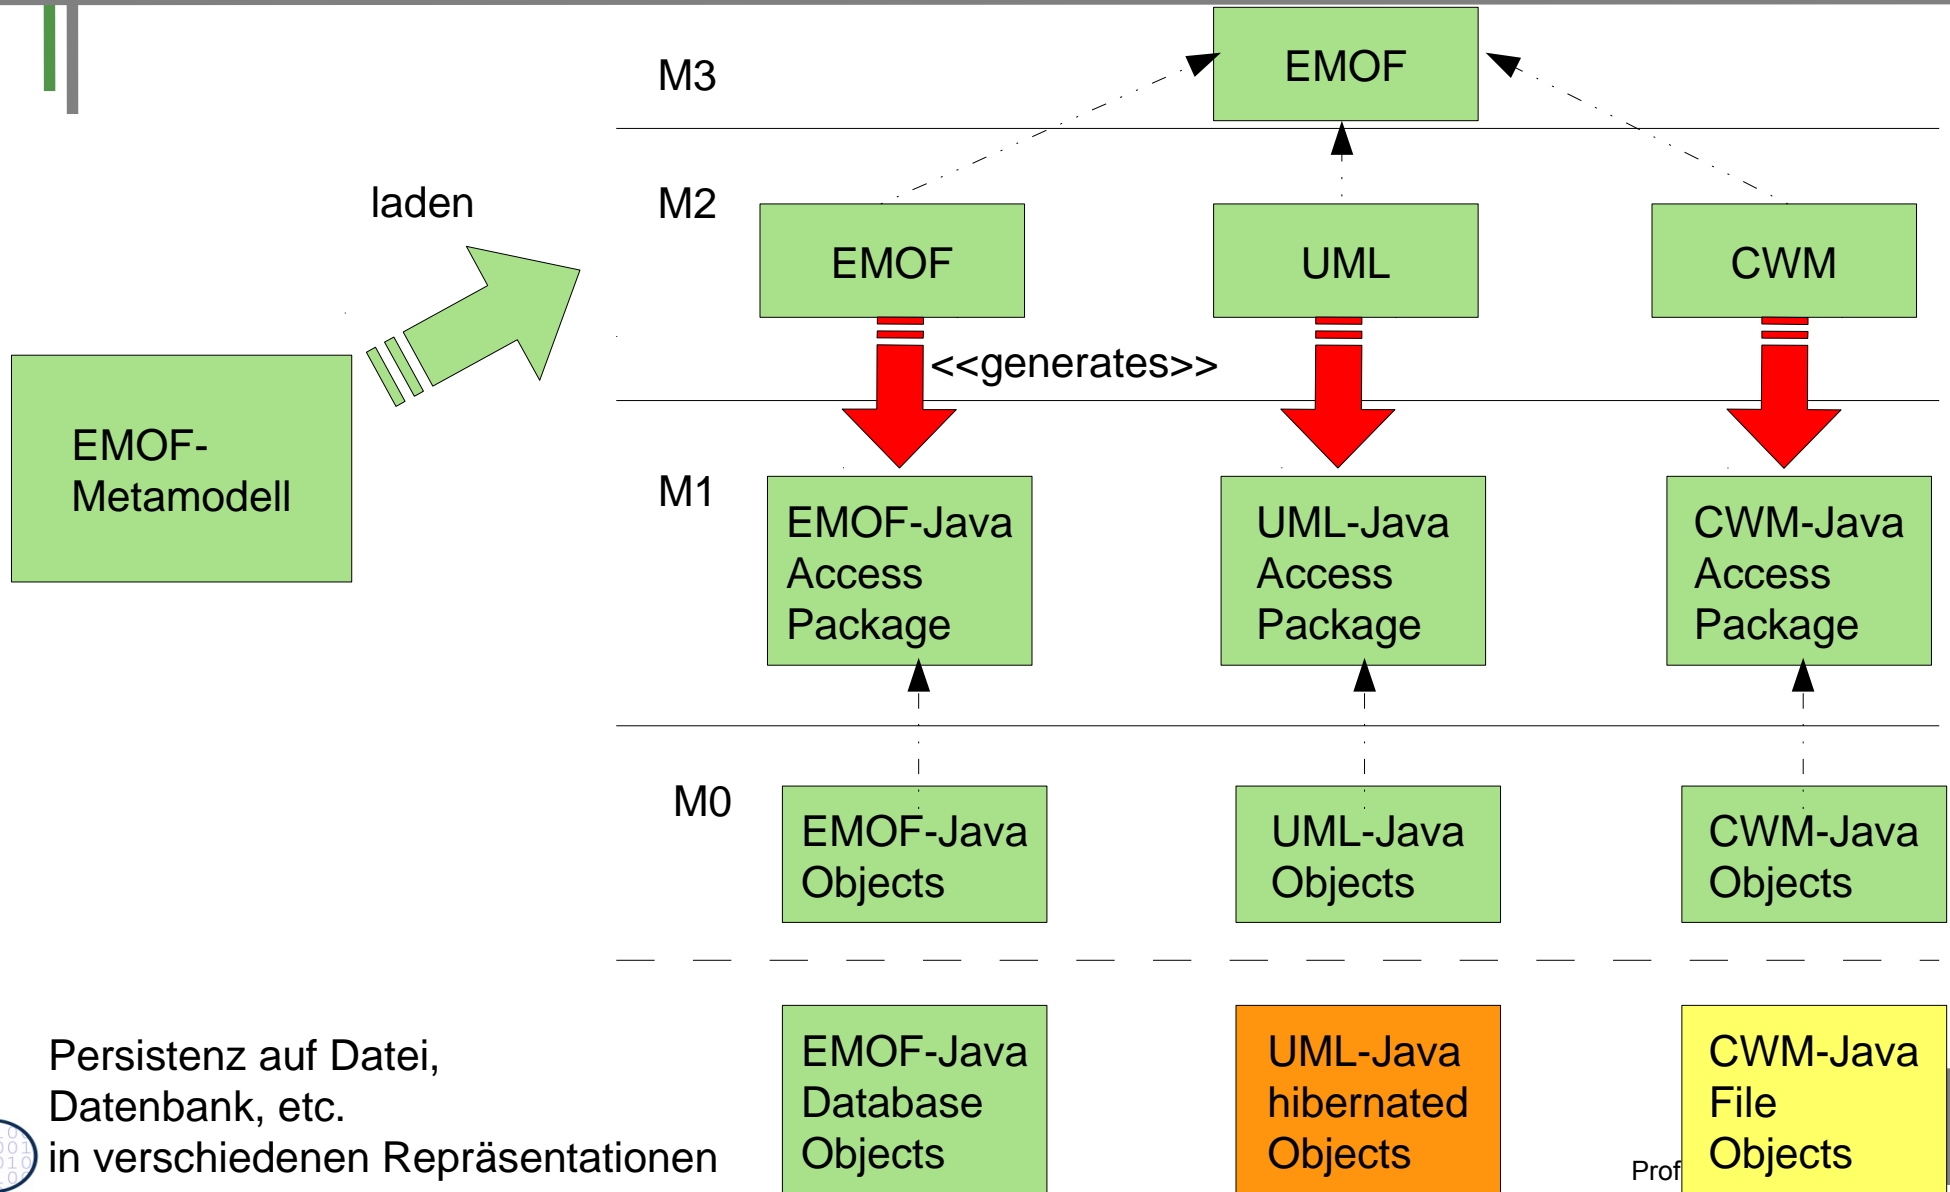 M3
EMOF
laden
M2
EMOF
UML
CWM
<<generates>>
EMOF-
Metamodell
M1
EMOF-Java
Access
Package
UML-Java
Access
Package
CWM-Java
Access
Package
M0
EMOF-Java
Objects
UML-Java
Objects
CWM-Java
Objects
Persistenz auf Datei,
Datenbank, etc.
in verschiedenen Repräsentationen
EMOF-Java
Database
Objects
UML-Java
hibernated
Objects
Prof
CWM-Java
File
Objects